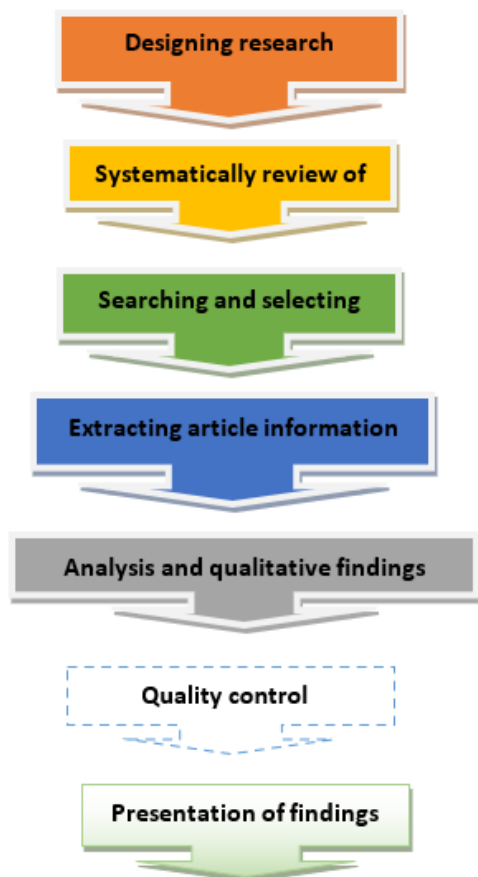 Designing research
Systematically review of
Searching and selecting
Extracting article information
Analysis and qualitative findings
Quality control
Presentation of findings